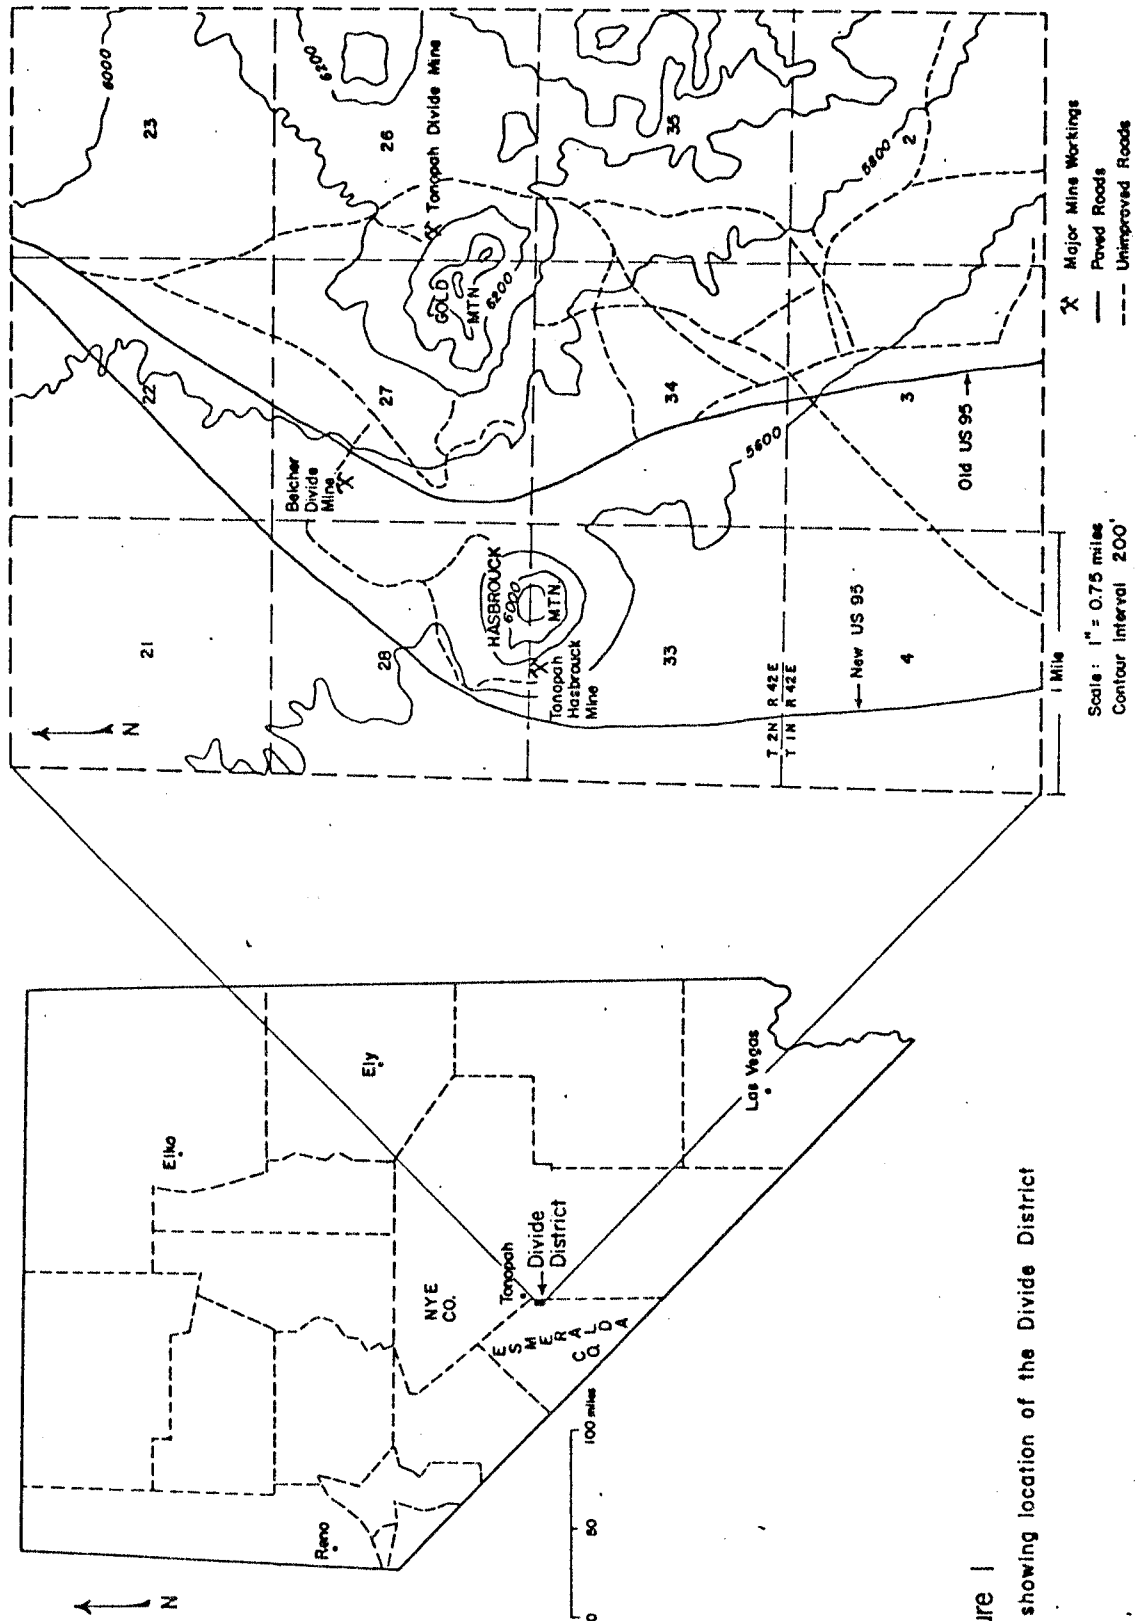 N
Reno
Elko
Ely
NYE
CO.
Tonopah
Divide
District
ESMERALDA
CO.
Las Vegas
0
50
100 miles
ure 1
showing location of the Divide District
N
21
22
23
6000
6200
28
27
26
Belcher
Divide
Mine
Tonopah Divide Mine
GOLD
MTN
6200
HASBROUCK
6000
MTN
Tonopah
Hasbrouck
Mine
33
34
35
5600
5800
T 2N R 42E
T 1N R 42E
New US 95
4
3
2
Old US 95
1 Mile
Scale: 1" = 0.75 miles
Contour Interval 200'
Major Mine Workings
Paved Roads
Unimproved Roads